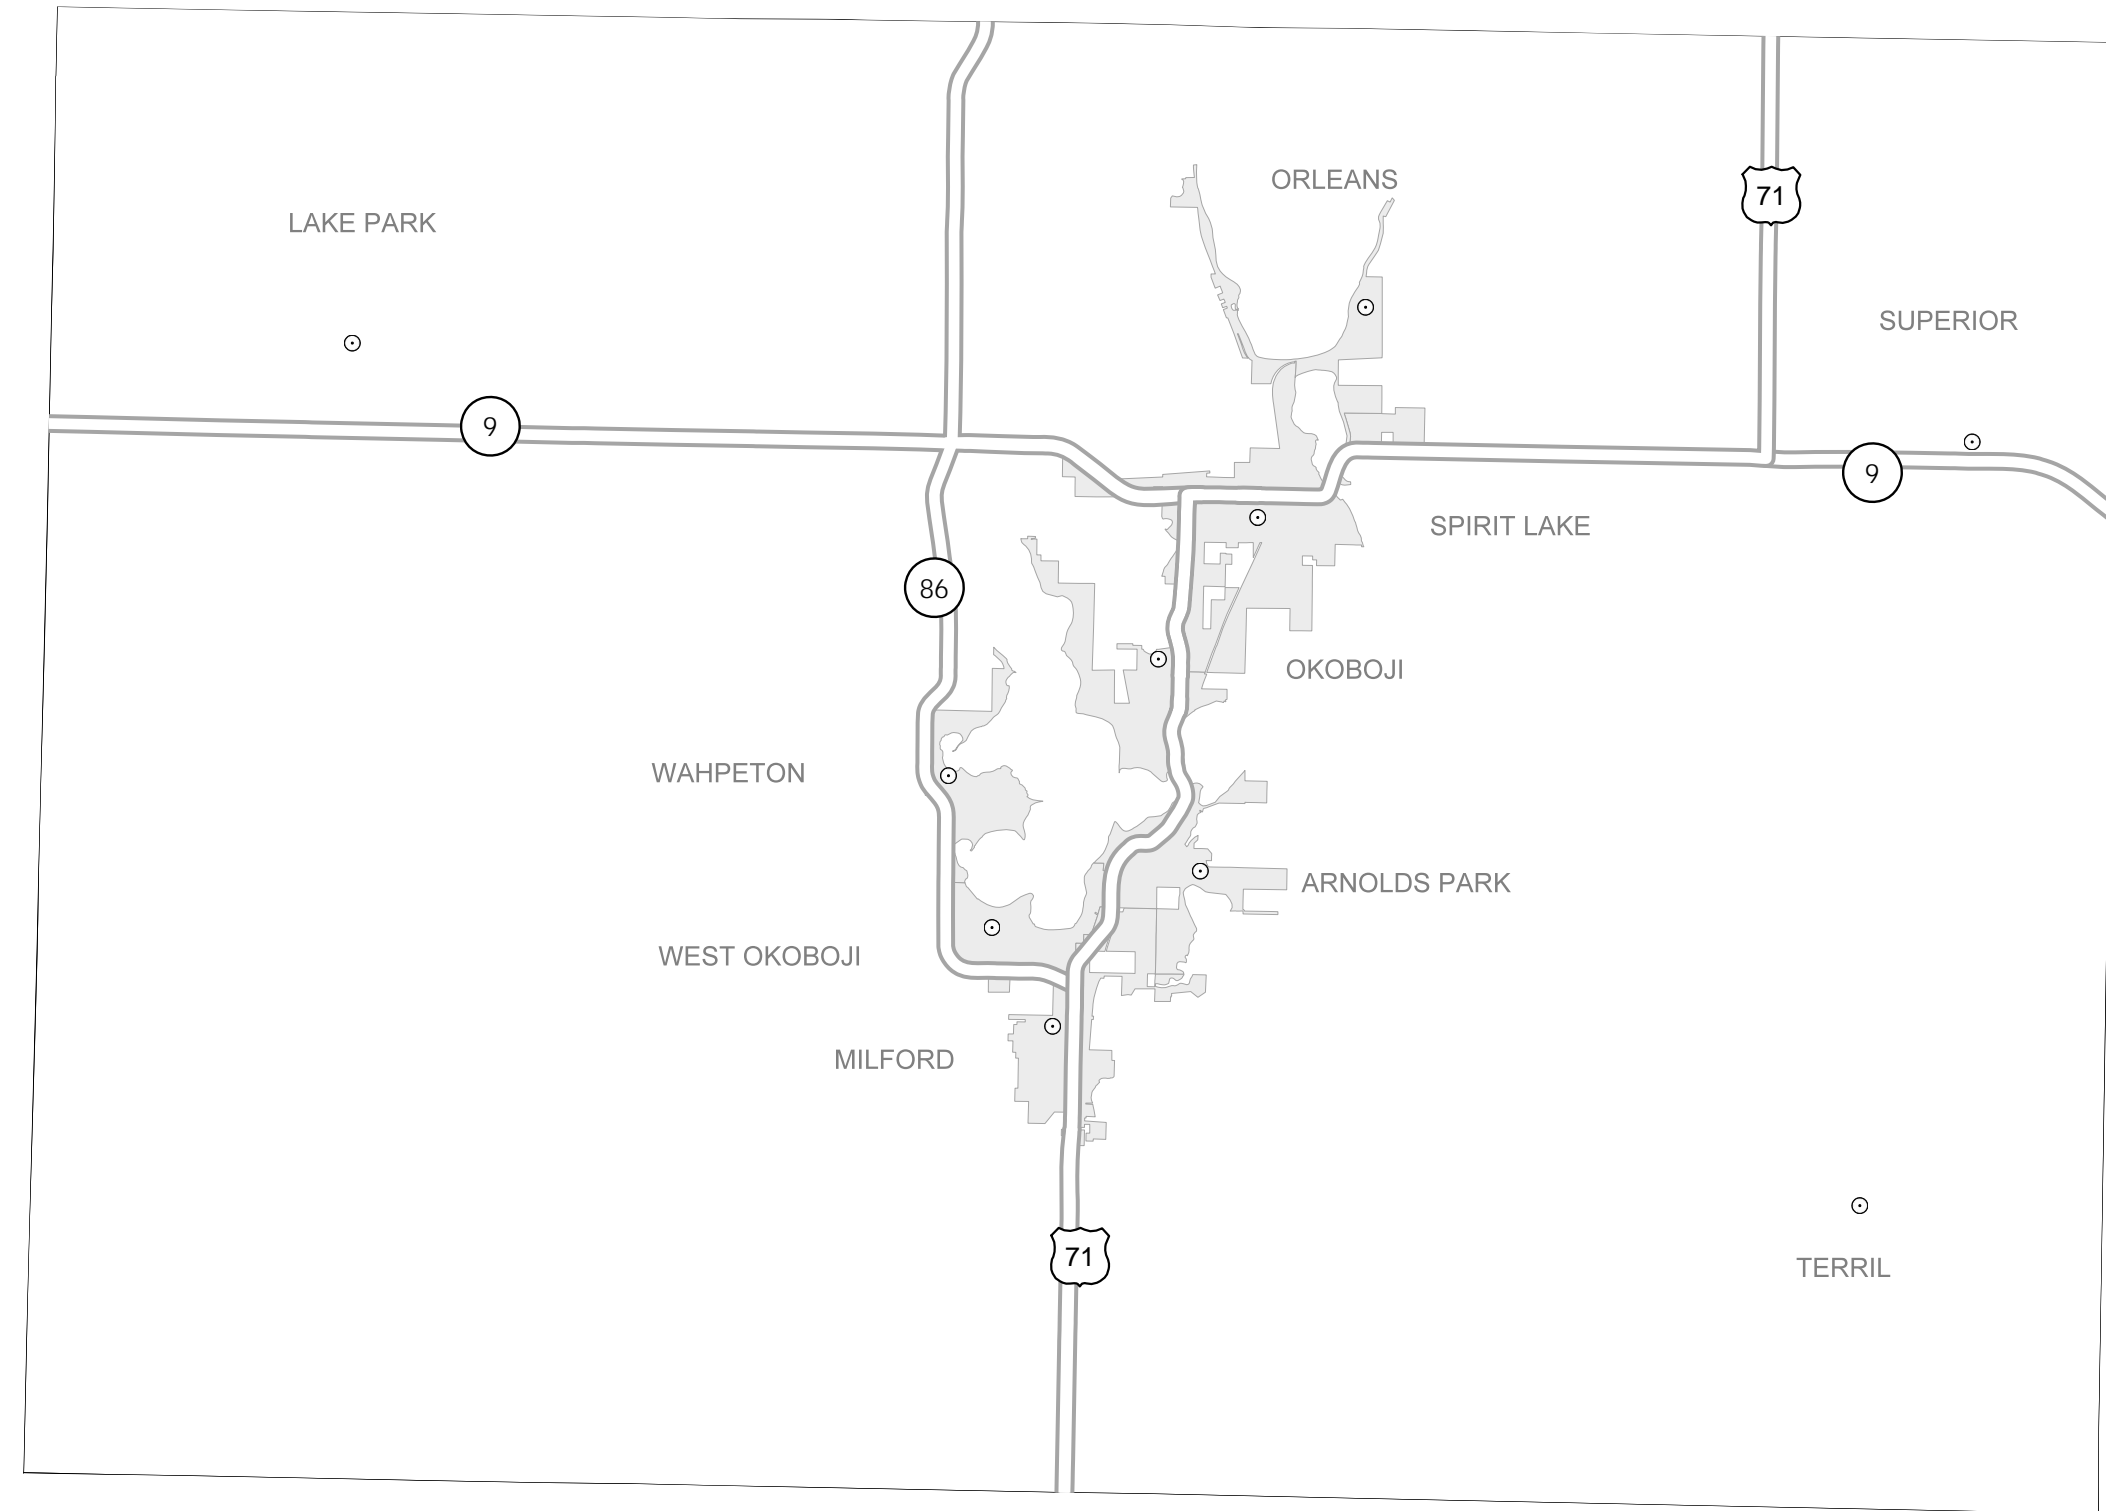 ORLEANS
71
LAKE PARK
SUPERIOR
9
9
SPIRIT LAKE
86
OKOBOJI
WAHPETON
ARNOLDS PARK
WEST OKOBOJI
MILFORD
71
TERRIL